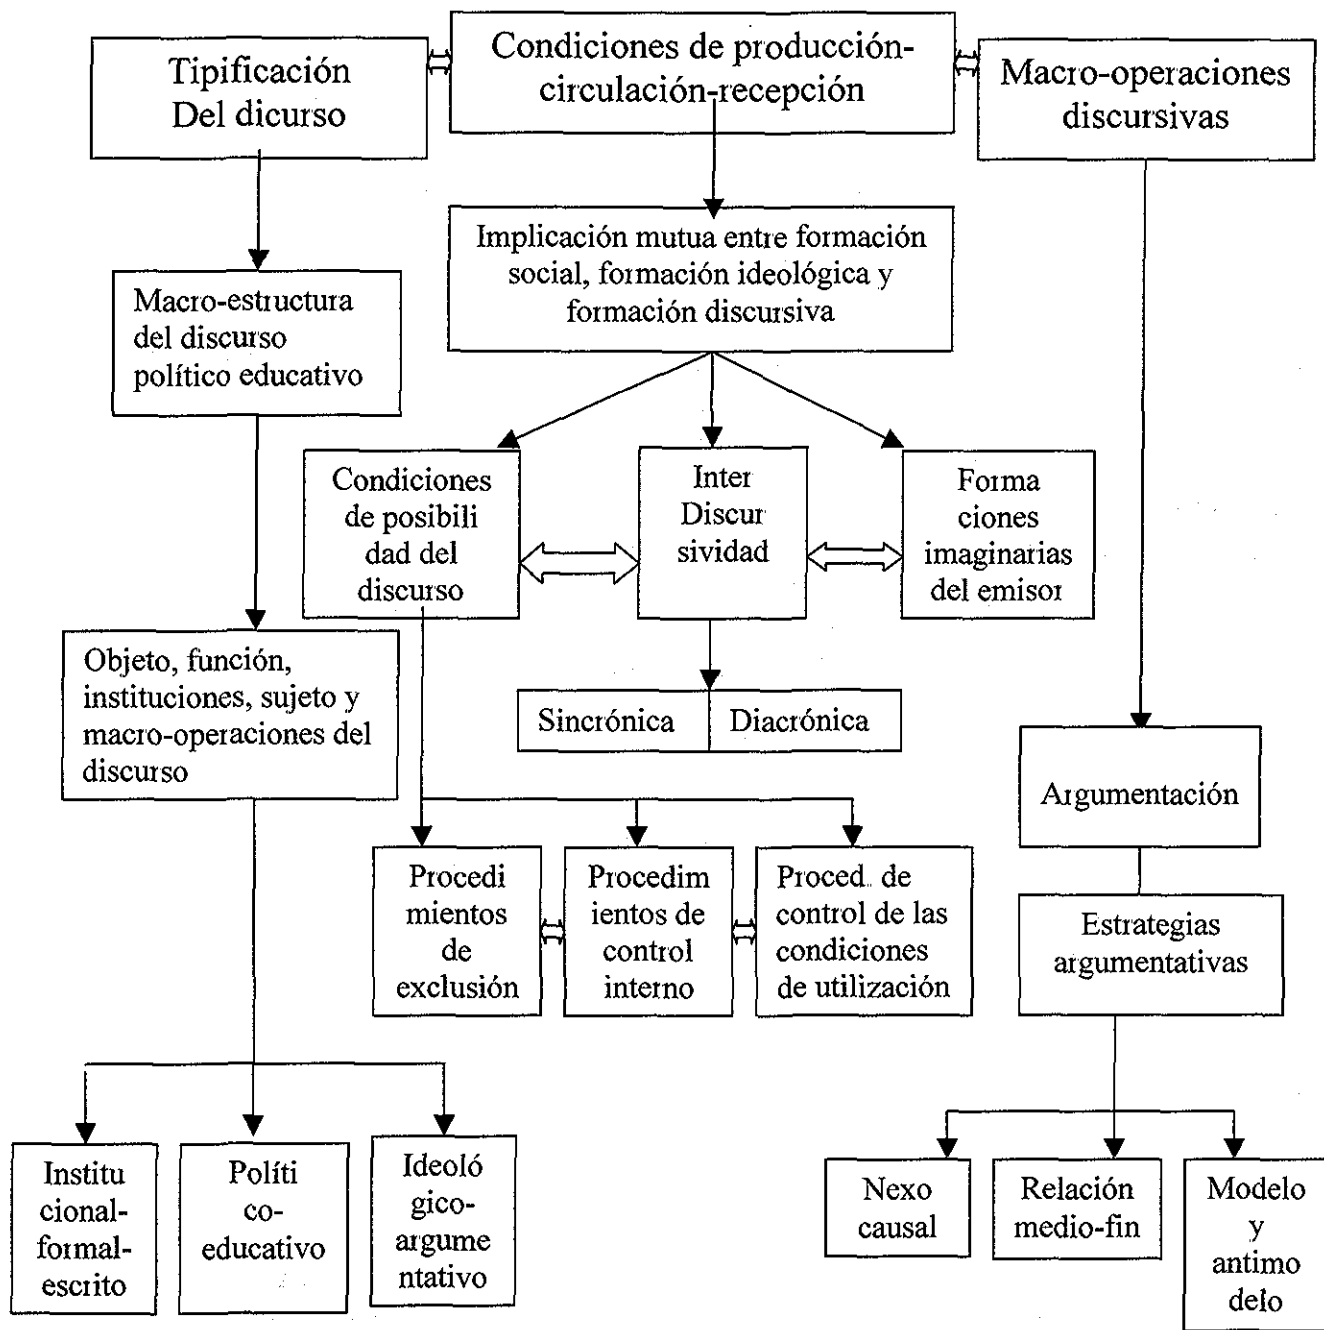 Tipificación
Del dicurso
Condiciones de producción-
circulación-recepción
Macro-operaciones
discursivas
Implicación mutua entre formación
social, formación ideológica y
formación discursiva
Macro-estructura
del discurso
político educativo
Condiciones
de posibili
dad del
discurso
Inter
Discur
sividad
Forma
ciones
imaginarias
del emisor
Objeto, función,
instituciones, sujeto y
macro-operaciones del
discurso
Sincrónica
Diacrónica
Argumentación
Procedi
mientos
de
exclusión
Procedim
ientos de
control
interno
Proced. de
control de las
condiciones
de utilización
Estrategias
argumentativas
Institu
cional-
formal-
escrito
Políti
co-
educativo
Ideoló
gico-
argume
ntativo
Nexo
causal
Relación
medio-fin
Modelo
y
antimo
delo